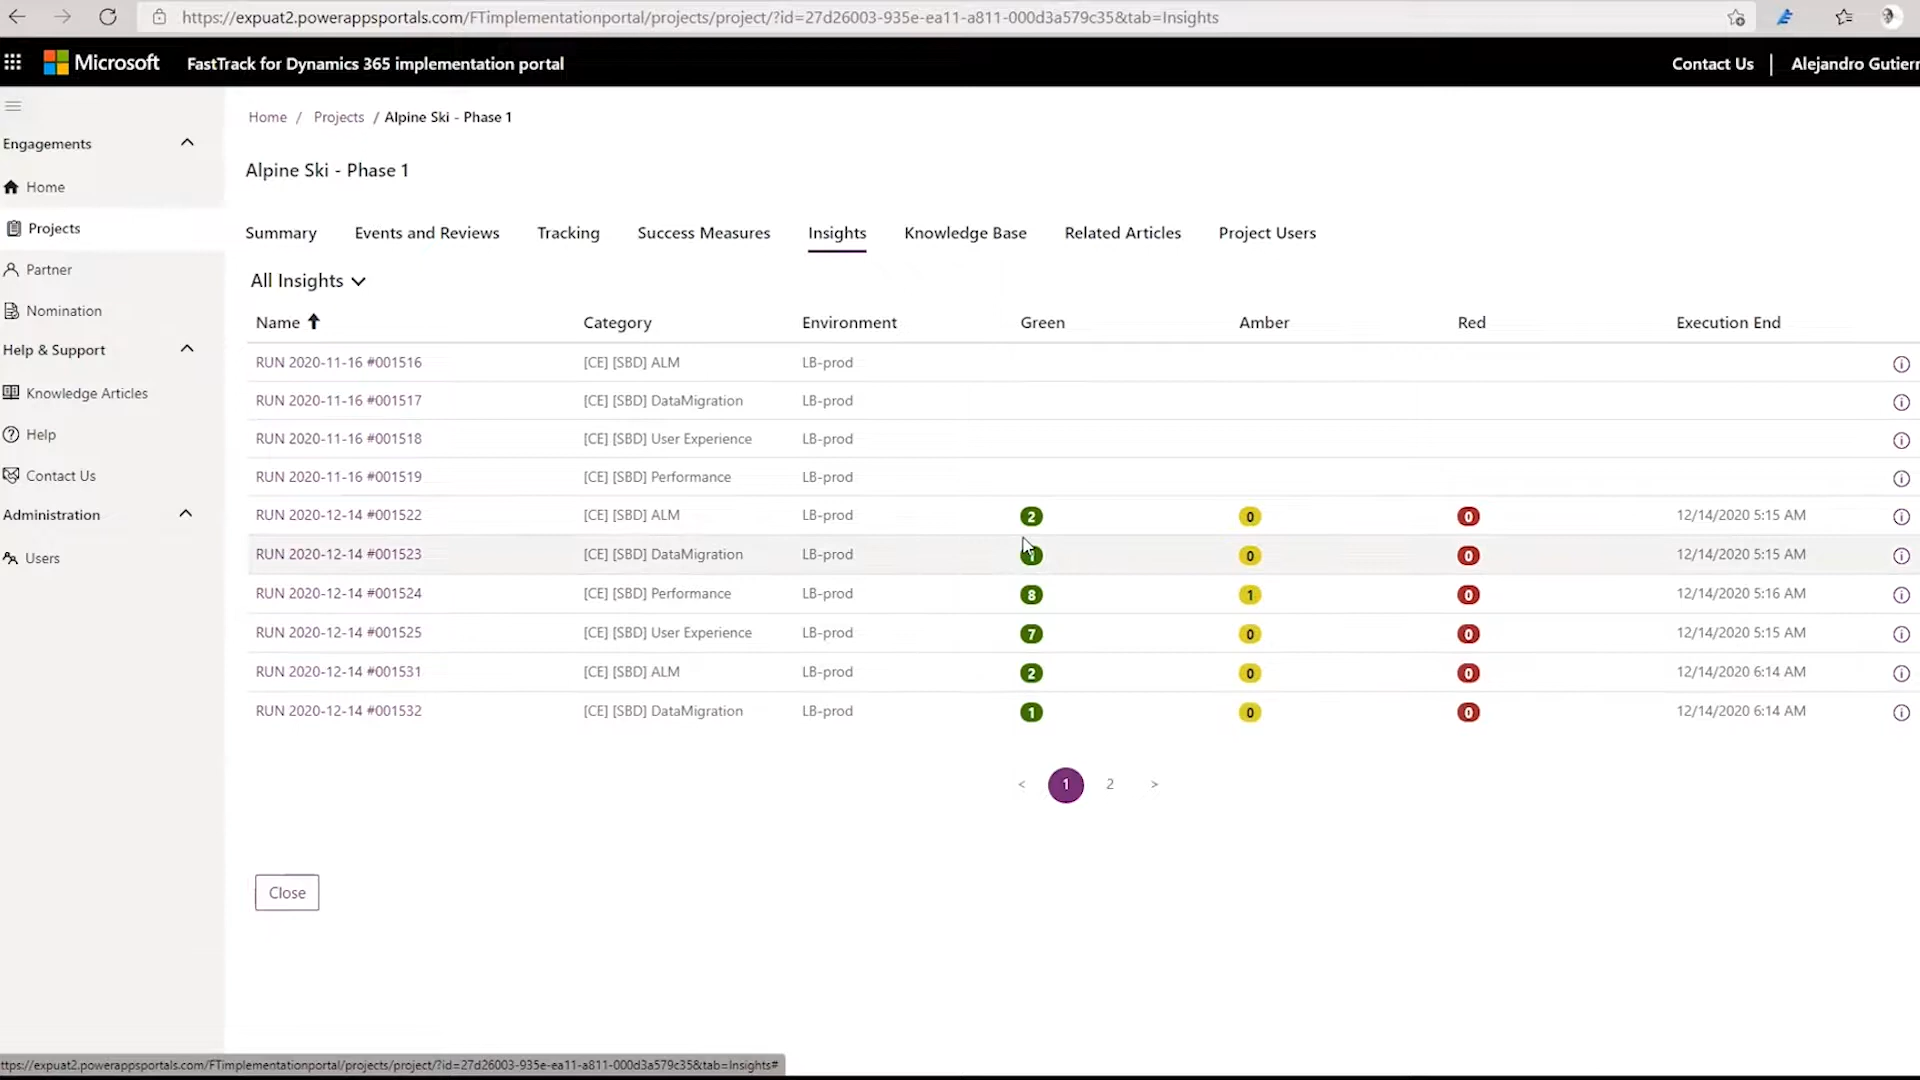 https://expuat2.powerappsportals.com/FTimplementationportal/projects/project/?id=27d26003-935e-ea11-a811-000d3a579c35&tab=Insights
Microsoft FastTrack for Dynamics 365 implementation portal Contact Us | Alejandro Gutierr
Engagements
Home
Projects
Partner
Nomination
Help & Support
Knowledge Articles
Help
Contact Us
Administration
Users
Home / Projects / Alpine Ski - Phase 1
Alpine Ski - Phase 1
Summary Events and Reviews Tracking Success Measures Insights Knowledge Base Related Articles Project Users
All Insights
Name Category Environment Green Amber Red Execution End
RUN 2020-11-16 #001516 [CE] [SBD] ALM LB-prod
RUN 2020-11-16 #001517 [CE] [SBD] DataMigration LB-prod
RUN 2020-11-16 #001518 [CE] [SBD] User Experience LB-prod
RUN 2020-11-16 #001519 [CE] [SBD] Performance LB-prod
RUN 2020-12-14 #001522 [CE] [SBD] ALM LB-prod 2 0 0 12/14/2020 5:15 AM
RUN 2020-12-14 #001523 [CE] [SBD] DataMigration LB-prod 1 0 0 12/14/2020 5:15 AM
RUN 2020-12-14 #001524 [CE] [SBD] Performance LB-prod 8 1 0 12/14/2020 5:16 AM
RUN 2020-12-14 #001525 [CE] [SBD] User Experience LB-prod 7 0 0 12/14/2020 5:15 AM
RUN 2020-12-14 #001531 [CE] [SBD] ALM LB-prod 2 0 0 12/14/2020 6:14 AM
RUN 2020-12-14 #001532 [CE] [SBD] DataMigration LB-prod 1 0 0 12/14/2020 6:14 AM
< 1 2 >
Close
ttps://expuat2.powerappsportals.com/FTimplementationportal/projects/project/?id=27d26003-935e-ea11-a811-000d3a579c35&tab=Insights#